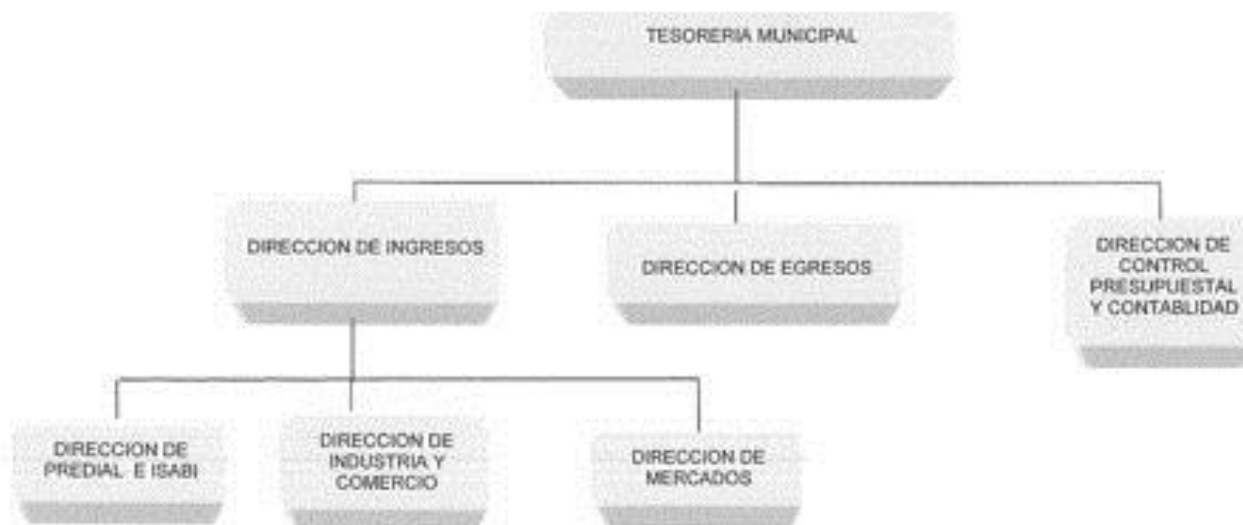 TESORERIA MUNICIPAL
DIRECCION DE INGRESOS
DIRECCION DE EGRESOS
DIRECCION DE
CONTROL
PRESUPUESTAL
Y CONTABLIDAD
DIRECCION DE
PREDIAL E ISABI
DIRECCION DE
INDUSTRIA Y
COMERCIO
DIRECCION DE
MERCADOS